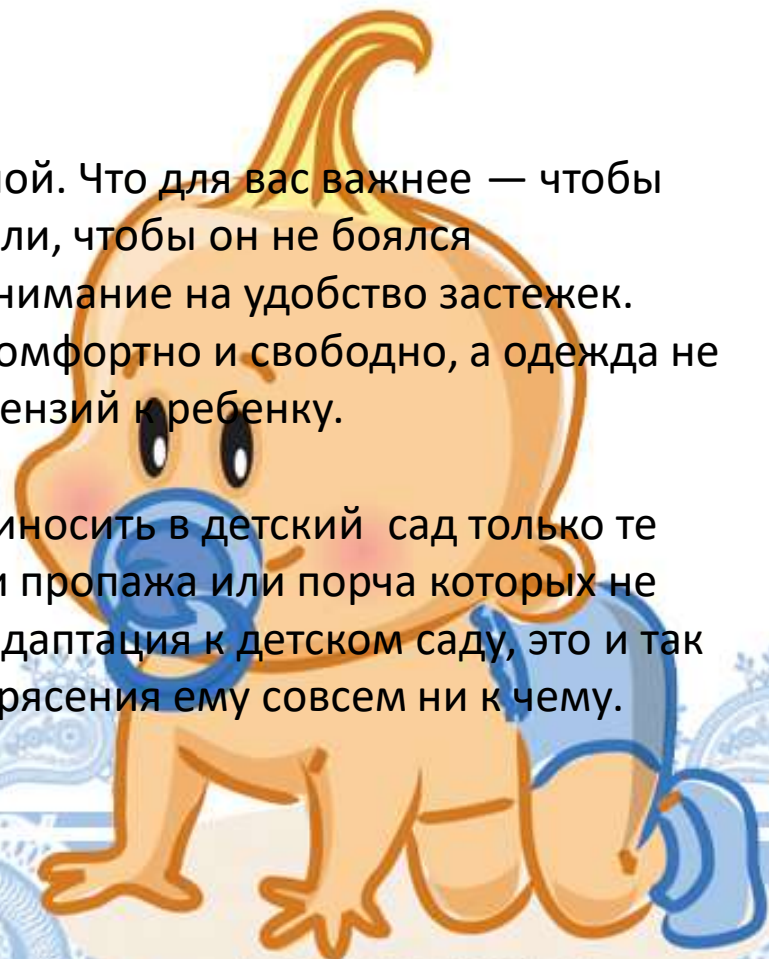 ой. Что для вас важнее — чтобы
ли, чтобы он не боялся
нимание на удобство застежек.
омфортно и свободно, а одежда не
ензий к ребенку.
иносить в детский  сад только те
и пропажа или порча которых не
даптация к детском саду, это и так
рясения ему совсем ни к чему.